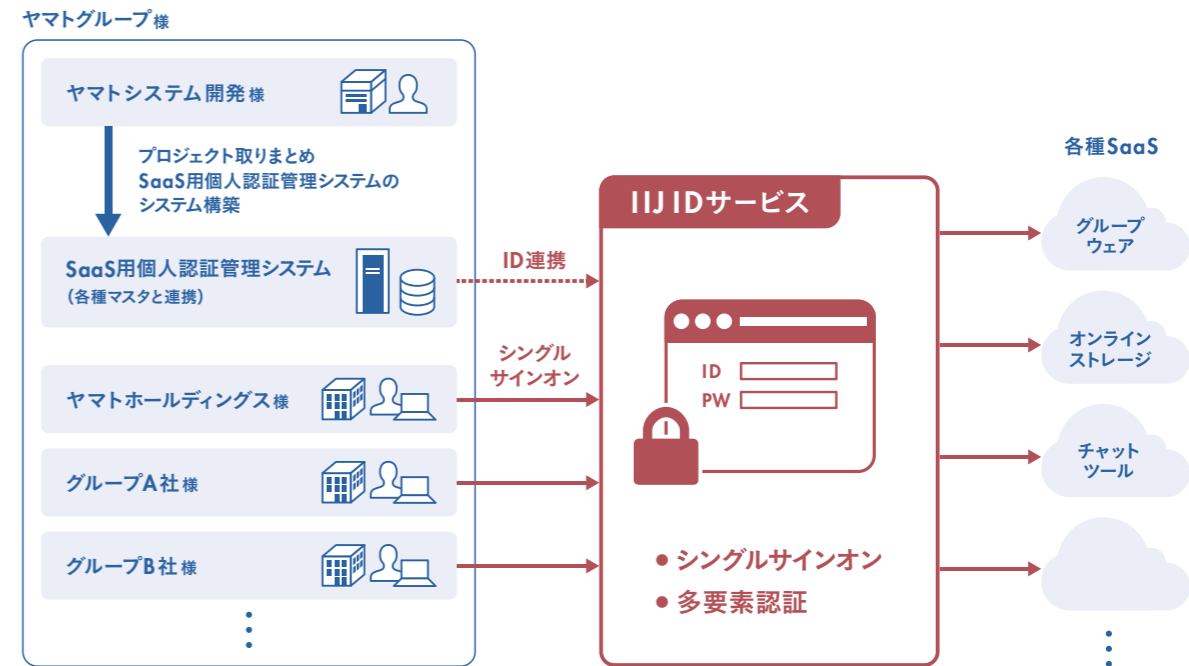 ヤマトグループ様
ヤマトシステム開発様
プロジェクト取りまとめ
SaaS用個人認証管理システムの
システム構築
SaaS用個人認証管理システム
（各種マスタと連携）
ヤマトホールディングス様
グループA社様
グループB社様
ID連携
シングル
サインオン
IIJ IDサービス
ID
PW
・シングルサインオン
・多要素認証
各種SaaS
グループ
ウェア
オンライン
ストレージ
チャット
ツール